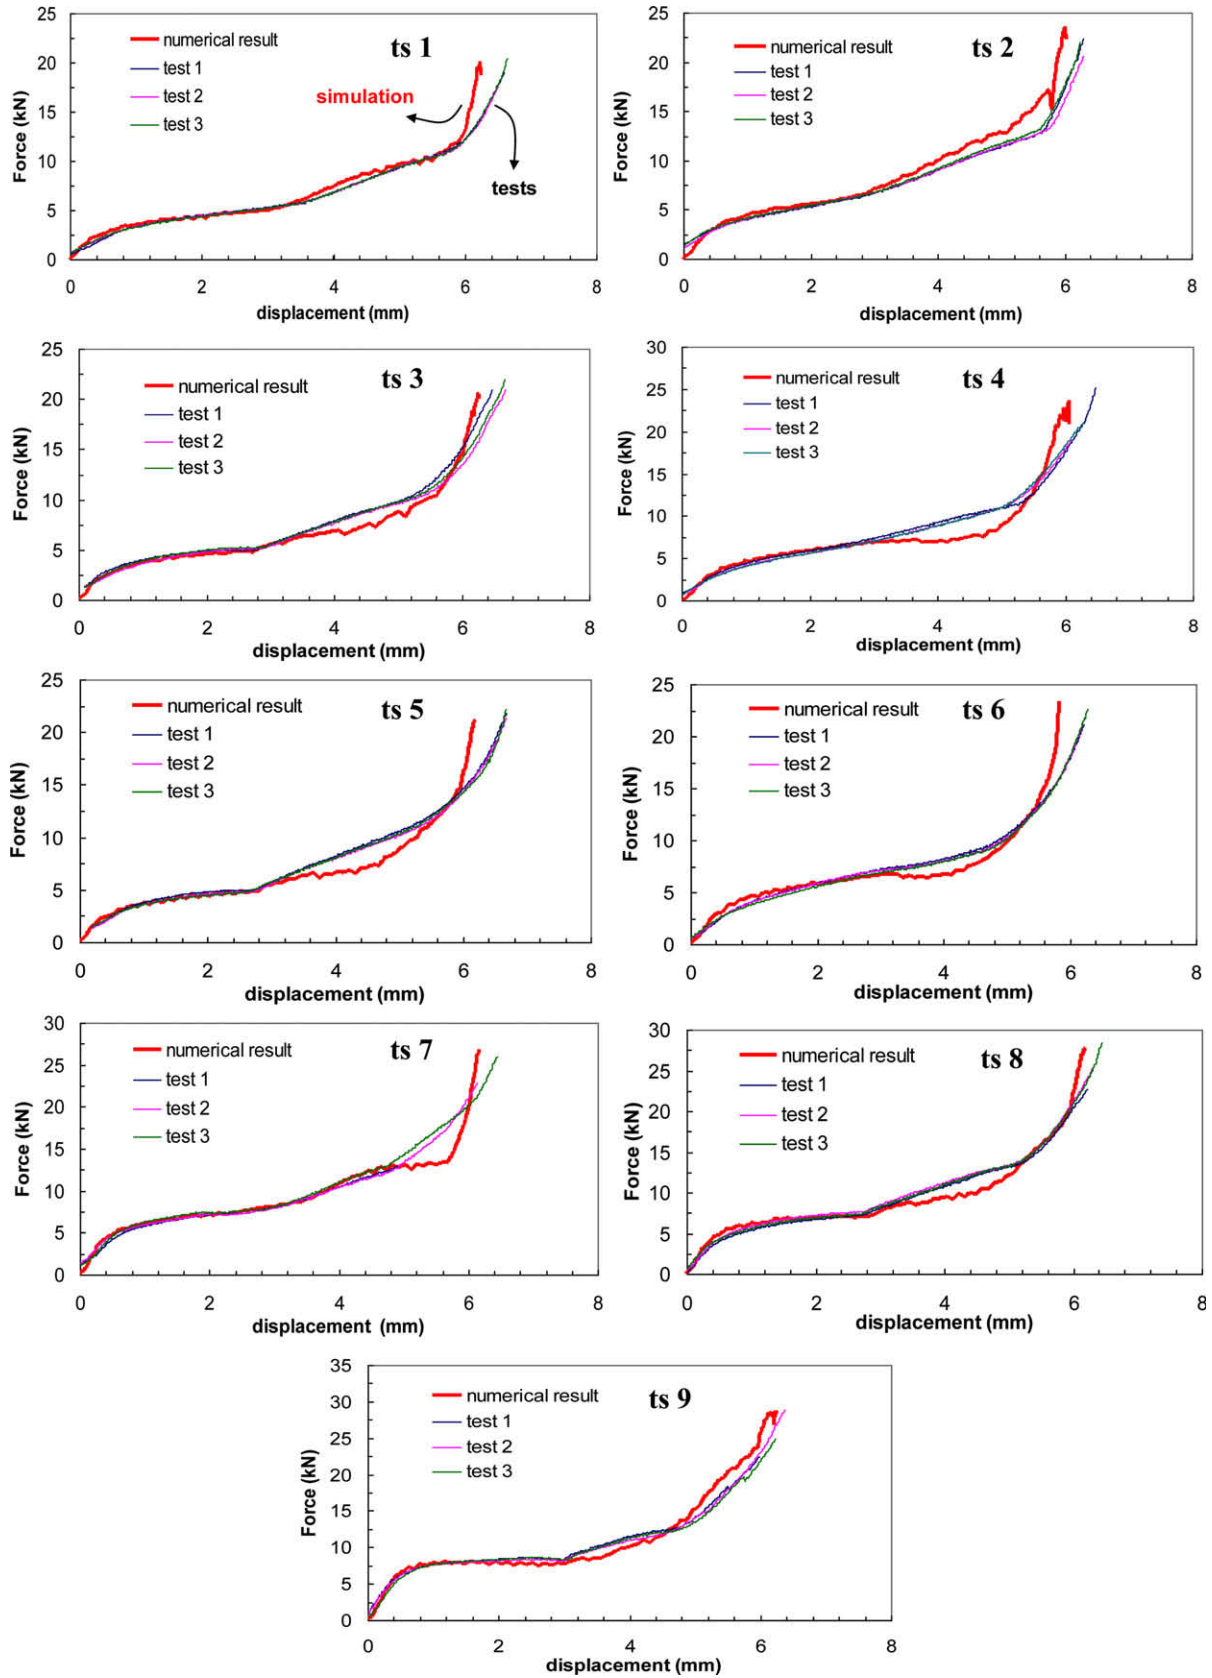 25
20
15
10
5
0
Force (kN)
numerical result
test 1
test 2
test 3
ts 1
simulation
tests
0 2 4 6 8
displacement (mm)
25
20
15
10
5
0
Force (kN)
numerical result
test 1
test 2
test 3
ts 2
0 2 4 6 8
displacement (mm)
25
20
15
10
5
0
Force (kN)
numerical result
test 1
test 2
test 3
ts 3
0 2 4 6 8
displacement (mm)
30
25
20
15
10
5
0
Force (kN)
numerical result
test 1
test 2
test 3
ts 4
0 2 4 6 8
displacement (mm)
25
20
15
10
5
0
Force (kN)
numerical result
test 1
test 2
test 3
ts 5
0 2 4 6 8
displacement (mm)
25
20
15
10
5
0
Force (kN)
numerical result
test 1
test 2
test 3
ts 6
0 2 4 6 8
displacement (mm)
30
25
20
15
10
5
0
Force (kN)
numerical result
test 1
test 2
test 3
ts 7
0 2 4 6 8
displacement (mm)
30
25
20
15
10
5
0
Force (kN)
numerical result
test 1
test 2
test 3
ts 8
0 2 4 6 8
displacement (mm)
35
30
25
20
15
10
5
0
Force (kN)
numerical result
test 1
test 2
test 3
ts 9
0 2 4 6 8
displacement (mm)